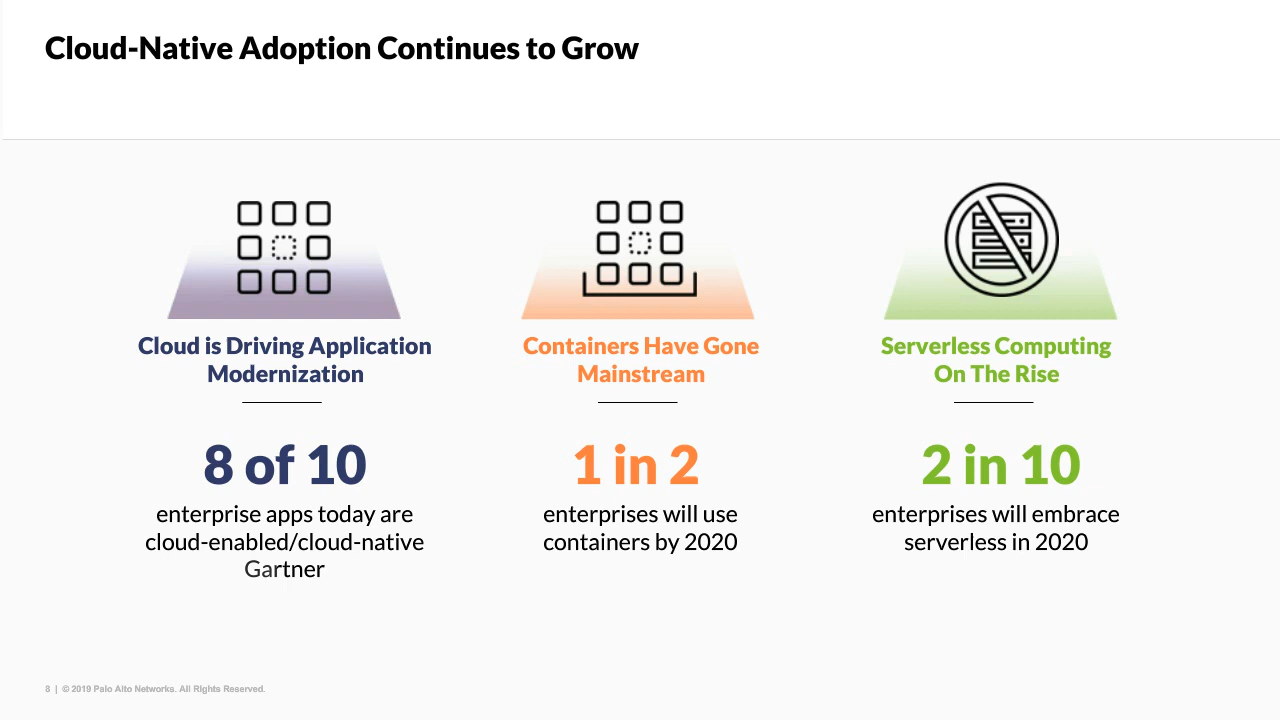 Cloud-Native Adoption Continues to Grow
Cloud is Driving Application
Modernization
8 of 10
enterprise apps today are
cloud-enabled/cloud-native
Gartner
Containers Have Gone
Mainstream
1 in 2
enterprises will use
containers by 2020
Serverless Computing
On The Rise
2 in 10
enterprises will embrace
serverless in 2020
8 | © 2019 Palo Alto Networks. All Rights Reserved.